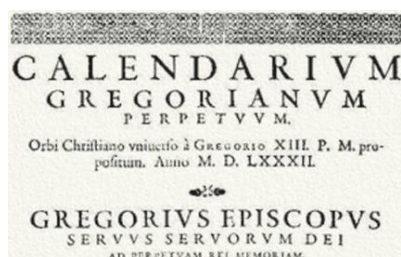 CALENDARIVM
GREGORIANVM
PERPETVVM.
Orbi Chriſtiano vniuerſo à GREGORIO XIII. P. M. pro-
poſitum. Anno M. D. LXXXII.
GREGORIVS EPISCOPVS
SERVVS SERVORVM DEI
AD PERPETVAM REI MEMORIAM.